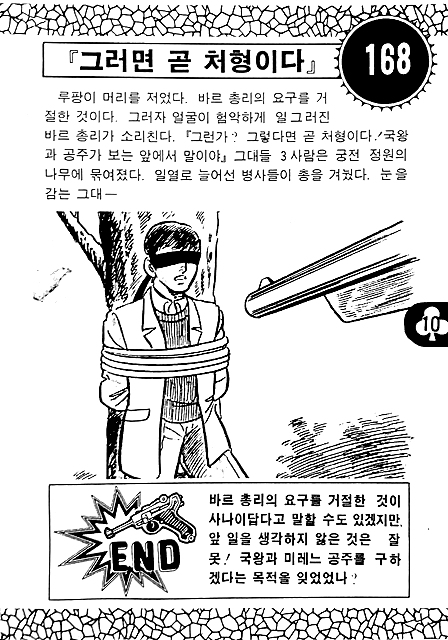 『그러면 곧 처형이다』
168
루팡이 머리를 저었다. 바르 총리의 요구를 거
절한 것이다. 그러자 얼굴이 험악하게 일그러진
바르 총리가 소리친다. 『그런가? 그렇다면 곧 처형이다! 국왕
과 공주가 보는 앞에서 말이야』 그대들 3사람은 궁전 정원의
나무에 묶여졌다. 일열로 늘어선 병사들이 총을 겨눴다. 눈을
감는 그대―
10
END
바르 총리의 요구를 거절한 것이
사나이답다고 말할 수도 있겠지만,
앞 일을 생각하지 않은 것은 잘
못! 국왕과 미레느 공주를 구하
겠다는 목적을 잊었었나?